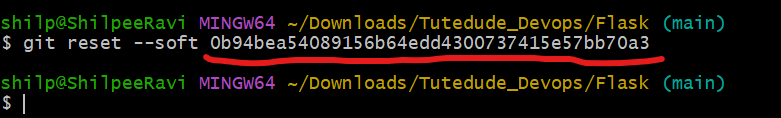 shilp@ShilpeeRavi MINGW64 ~/Downloads/Tutedude_Devops/Flask (main)
$ git reset --soft 0b94bea54089156b64edd4300737415e57bb70a3
shilp@ShilpeeRavi MINGW64 ~/Downloads/Tutedude_Devops/Flask (main)
$